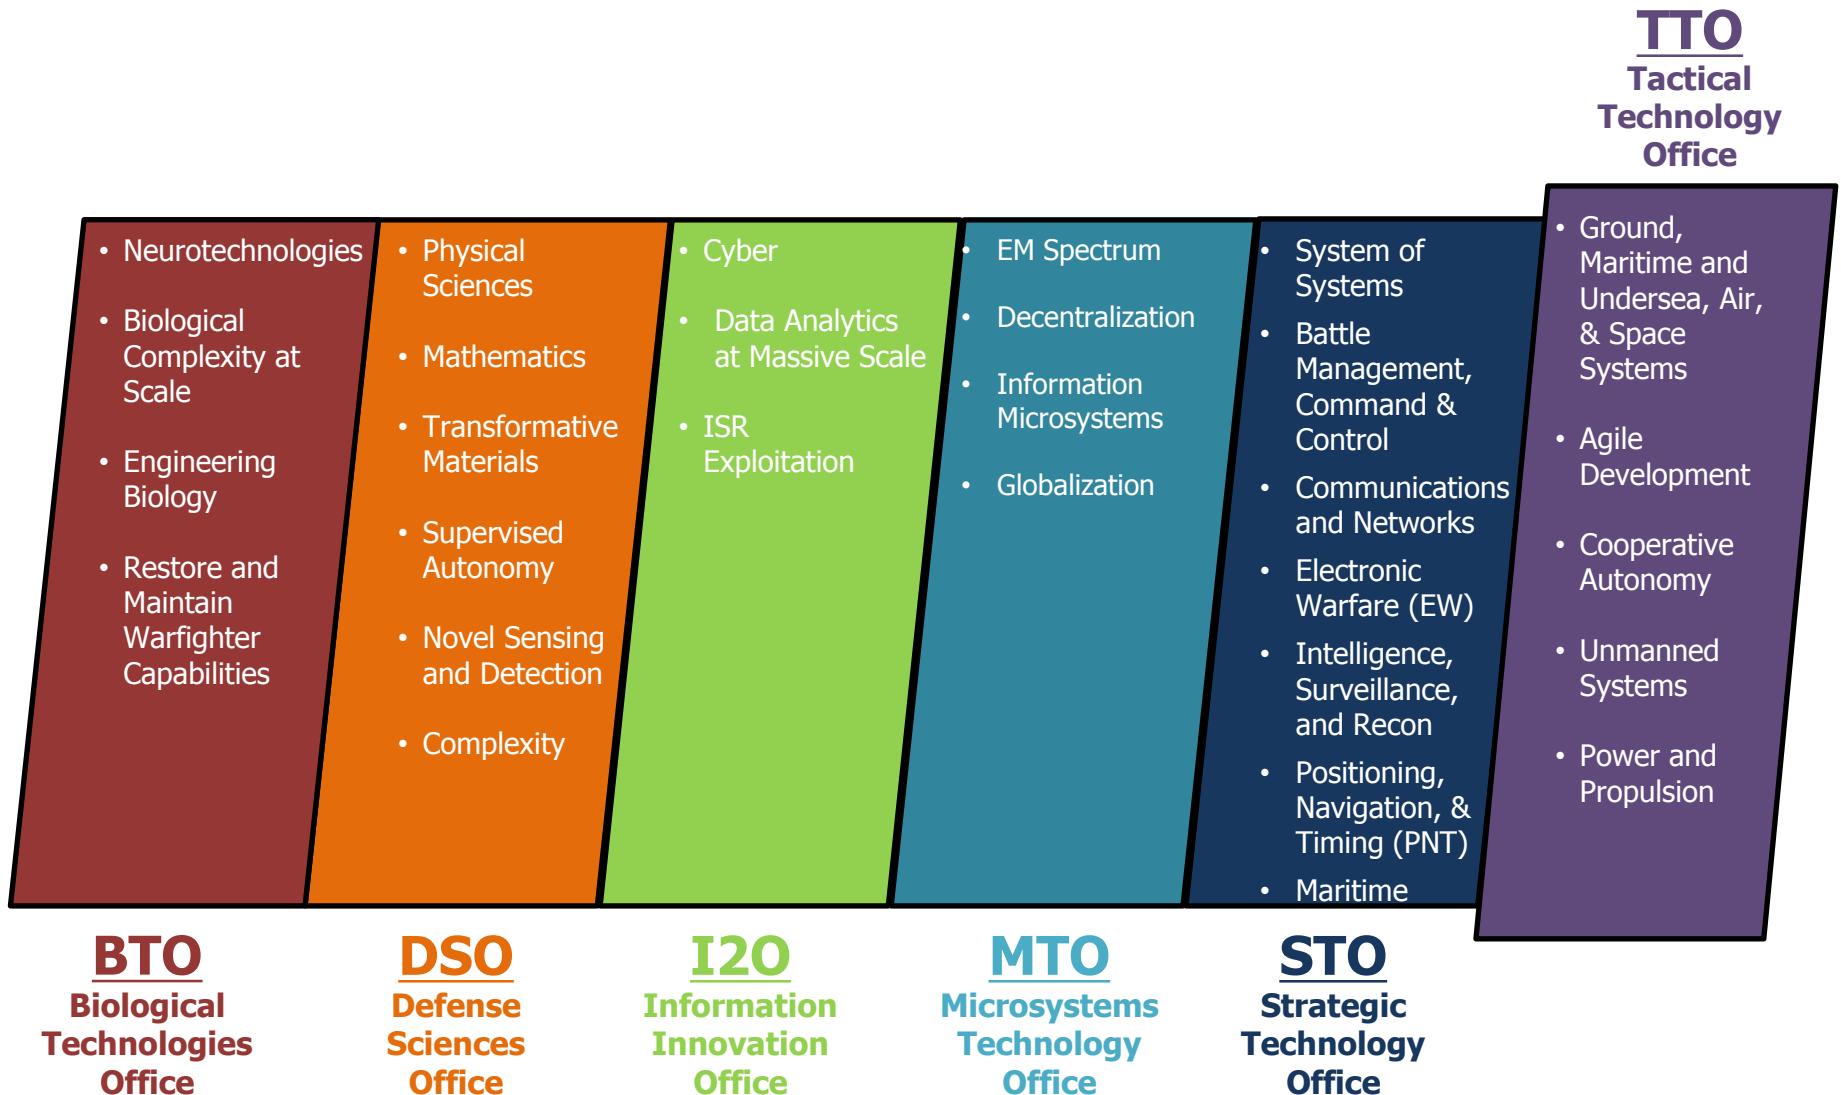 TTO
Tactical
Technology
Office
• Neurotechnologies
• Biological
Complexity at
Scale
• Engineering
Biology
• Restore and
Maintain
Warfighter
Capabilities
• Physical
Sciences
• Mathematics
• Transformative
Materials
• Supervised
Autonomy
• Novel Sensing
and Detection
• Complexity
• Cyber
• Data Analytics
at Massive Scale
• ISR
Exploitation
• EM Spectrum
• Decentralization
• Information
Microsystems
• Globalization
• System of
Systems
• Battle
Management,
Command &
Control
• Communications
and Networks
• Electronic
Warfare (EW)
• Intelligence,
Surveillance,
and Recon
• Positioning,
Navigation, &
Timing (PNT)
• Maritime
• Ground,
Maritime and
Undersea, Air,
& Space
Systems
• Agile
Development
• Cooperative
Autonomy
• Unmanned
Systems
• Power and
Propulsion
BTO
Biological
Technologies
Office
DSO
Defense
Sciences
Office
I2O
Information
Innovation
Office
MTO
Microsystems
Technology
Office
STO
Strategic
Technology
Office